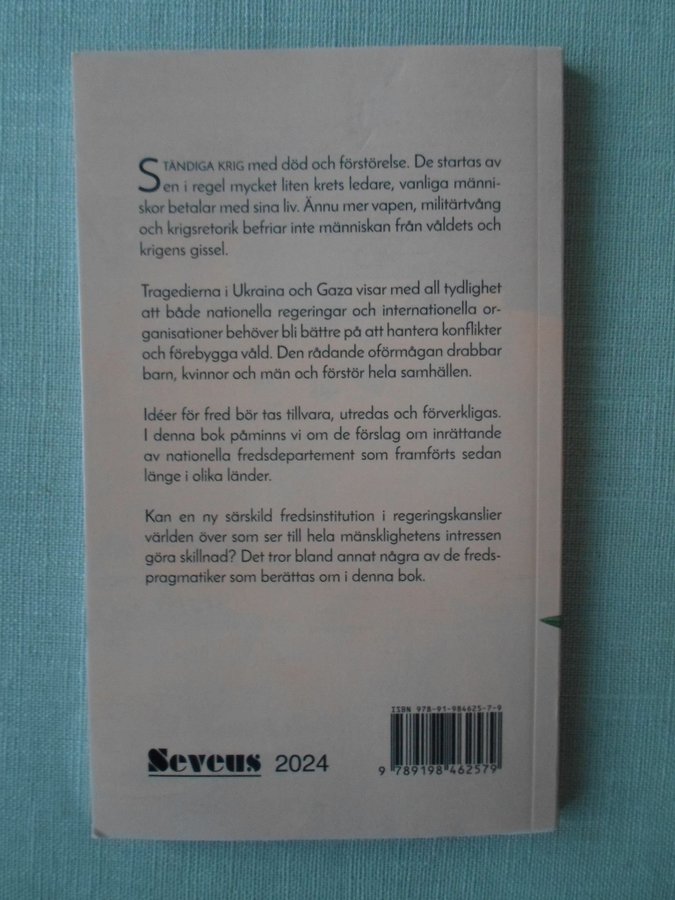 STÄNDIGA KRIG med död och förstörelse. De startas av
en i regel mycket liten krets ledare, vanliga männi-
skor betalar med sina liv. Ännu mer vapen, militärtvång
och krigsretorik befriar inte människan från våldets och
krigens gissel.
Tragedierna i Ukraina och Gaza visar med all tydlighet
att både nationella regeringar och internationella or-
ganisationer behöver bli bättre på att hantera konflikter
och förebygga våld. Den rådande oförmågan drabbar
barn, kvinnor och män och förstör hela samhällen.
Idéer för fred bör tas tillvara, utredas och förverkligas.
I denna bok påminns vi om de förslag om inrättande
av nationella fredsdepartement som framförts sedan
länge i olika länder.
Kan en ny särskild fredsinstitution i regeringskanslier
världen över som ser till hela mänsklighetens intressen
göra skillnad? Det tror bland annat några av de freds-
pragmatiker som berättas om i denna bok.
ISBN 978-91-984625-7-9
Seveus 2024
9 789198 462579